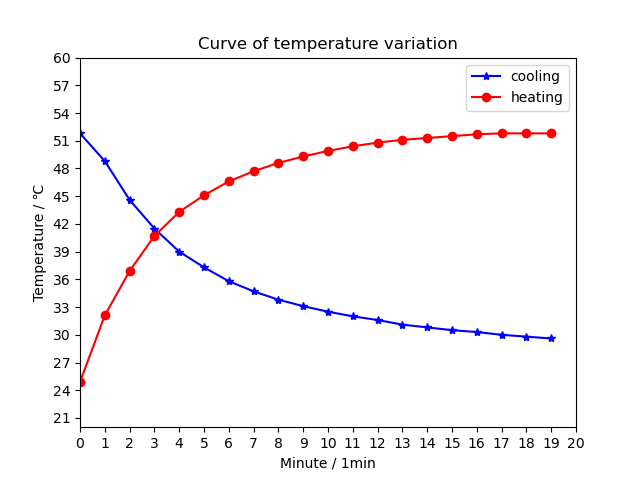 Curve of temperature variation
cooling
heating
60
57
54
51
48
45
42
39
36
33
30
27
24
21
Temperature / ℃
0 1 2 3 4 5 6 7 8 9 10 11 12 13 14 15 16 17 18 19 20
Minute / 1min